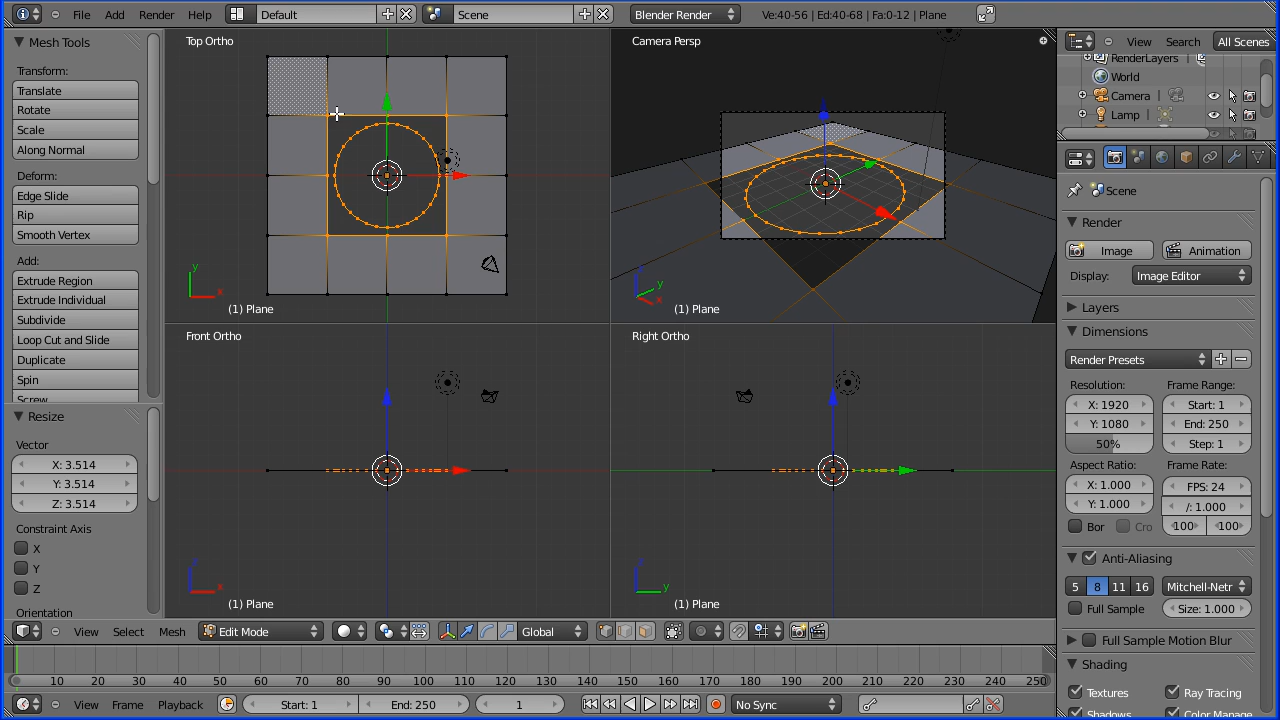 File Add Render Help Default Scene Blender Render Ve:40-56 | Ed:40-68 | Fa:0-12 | Plane
Mesh Tools
Transform:
Translate
Rotate
Scale
Along Normal
Deform:
Edge Slide
Rip
Smooth Vertex
Add:
Extrude Region
Extrude Individual
Subdivide
Loop Cut and Slide
Duplicate
Spin
Screw
Resize
Vector
X: 3.514
Y: 3.514
Z: 3.514
Constraint Axis
X
Y
Z
Orientation
Top Ortho
y
x
(1) Plane
Camera Persp
y
x
(1) Plane
Front Ortho
x
(1) Plane
Right Ortho
y
(1) Plane
View Select Mesh Edit Mode Global
10 20 30 40 50 60 70 80 90 100 110 120 130 140 150 160 170 180 190 200 210 220 230 240 250
View Frame Playback Start: 1 End: 250 1 No Sync
View Search All Scenes
RenderLayers
World
Camera
Lamp
Scene
Render
Image Animation
Display: Image Editor
Layers
Dimensions
Render Presets
Resolution: Frame Range:
X: 1920 Start: 1
Y: 1080 End: 250
50% Step: 1
Aspect Ratio: Frame Rate:
X: 1.000 FPS: 24
Y: 1.000 /: 1.000
Bor Cro 100 100
Anti-Aliasing
5 8 11 16 Mitchell-Netr
Full Sample Size: 1.000
Full Sample Motion Blur
Shading
Textures Ray Tracing
Shadows Color Manage